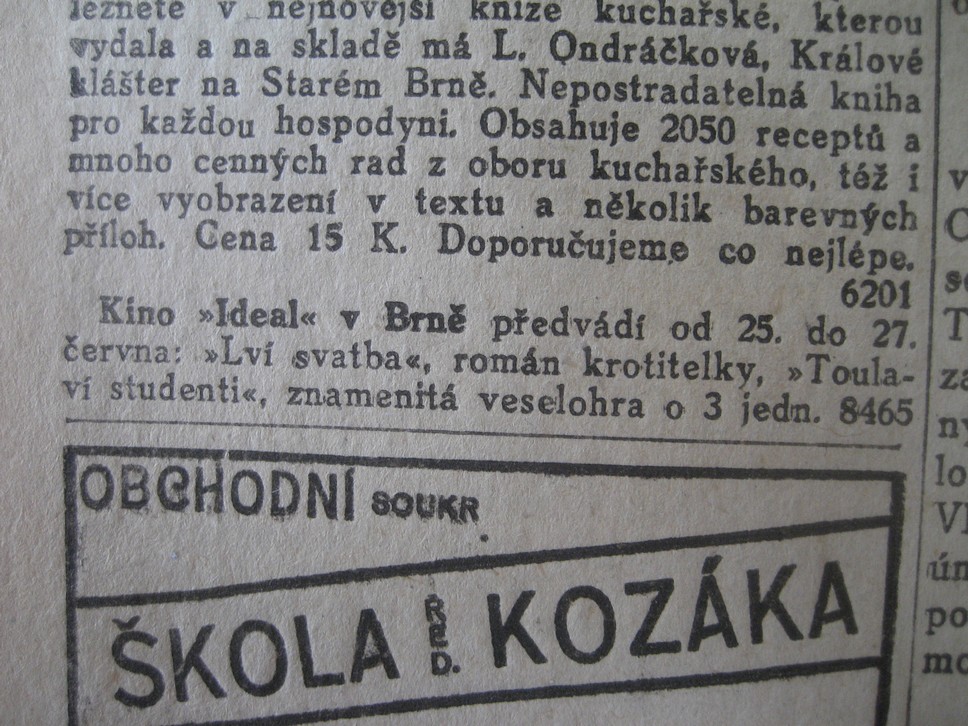 leznete v nejnovější knize kuchařské, kterou
vydala a na skladě má L. Ondráčková, Králové
klášter na Starém Brně. Nepostradatelná kniha
pro každou hospodyni. Obsahuje 2050 receptů a
mnoho cenných rad z oboru kuchařského, též i
více vyobrazení v textu a několik barevných
příloh. Cena 15 K. Doporučujeme co nejlépe.
6201
Kino »Ideal« v Brně předvádí od 25. do 27.
června: »Lví svatba«, román krotitelky, »Toula-
ví studenti«, znamenitá veselohra o 3 jedn. 8465
OBCHODNÍ SOUKR.
ŠKOLA ŘED. KOZÁKA